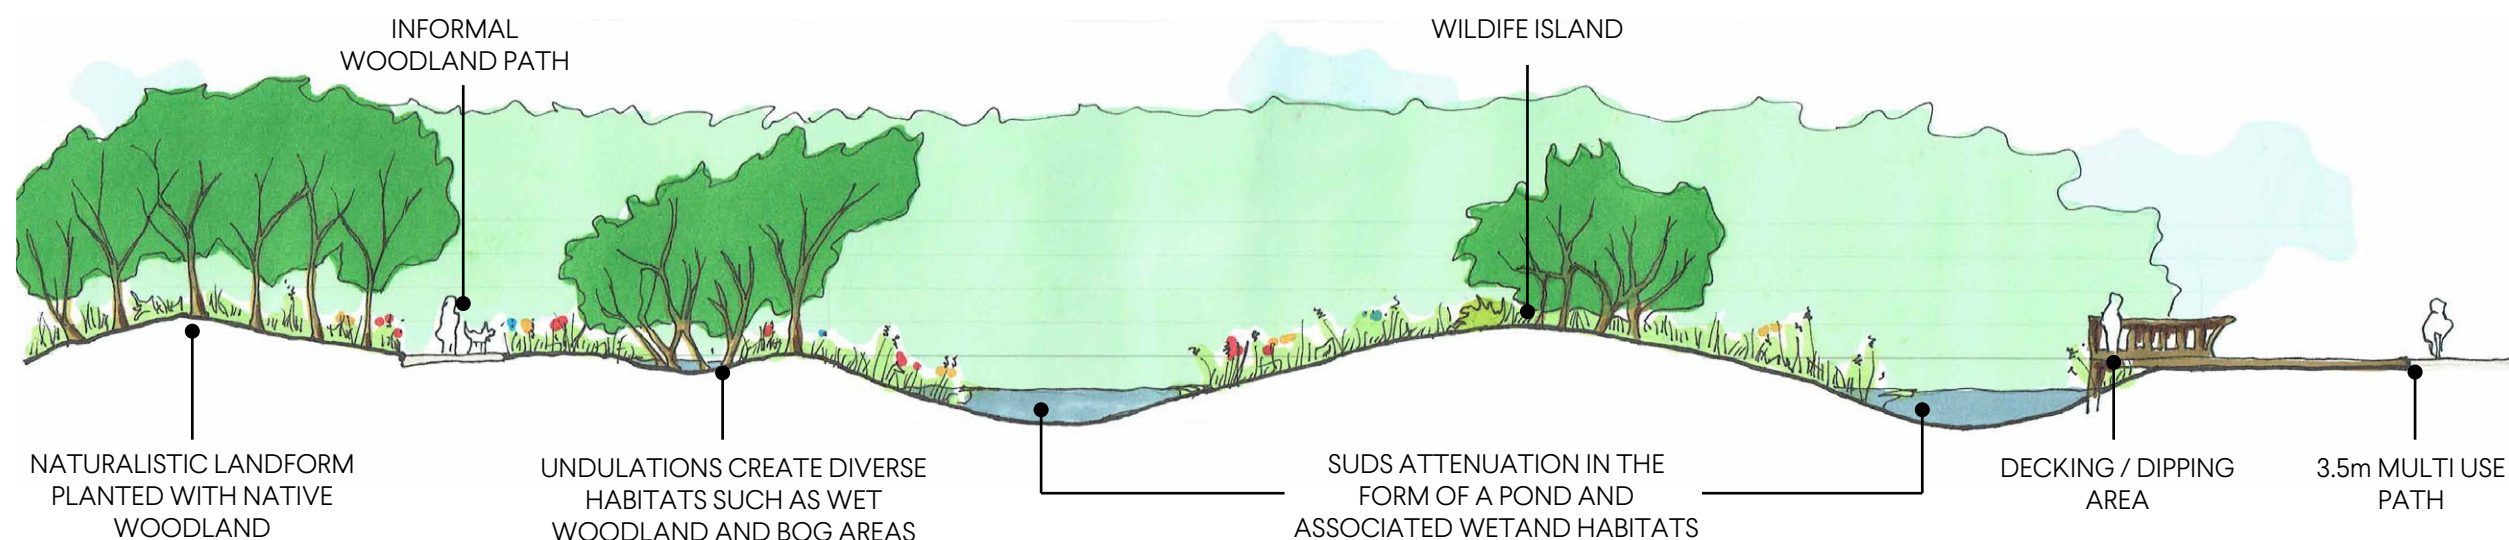 INFORMAL
WOODLAND PATH
WILDIFE ISLAND
NATURALISTIC LANDFORM
PLANTED WITH NATIVE
WOODLAND
UNDULATIONS CREATE DIVERSE
HABITATS SUCH AS WET
WOODLAND AND BOG AREAS
SUDS ATTENUATION IN THE
FORM OF A POND AND
ASSOCIATED WETAND HABITATS
DECKING / DIPPING
AREA
3.5m MULTI USE
PATH